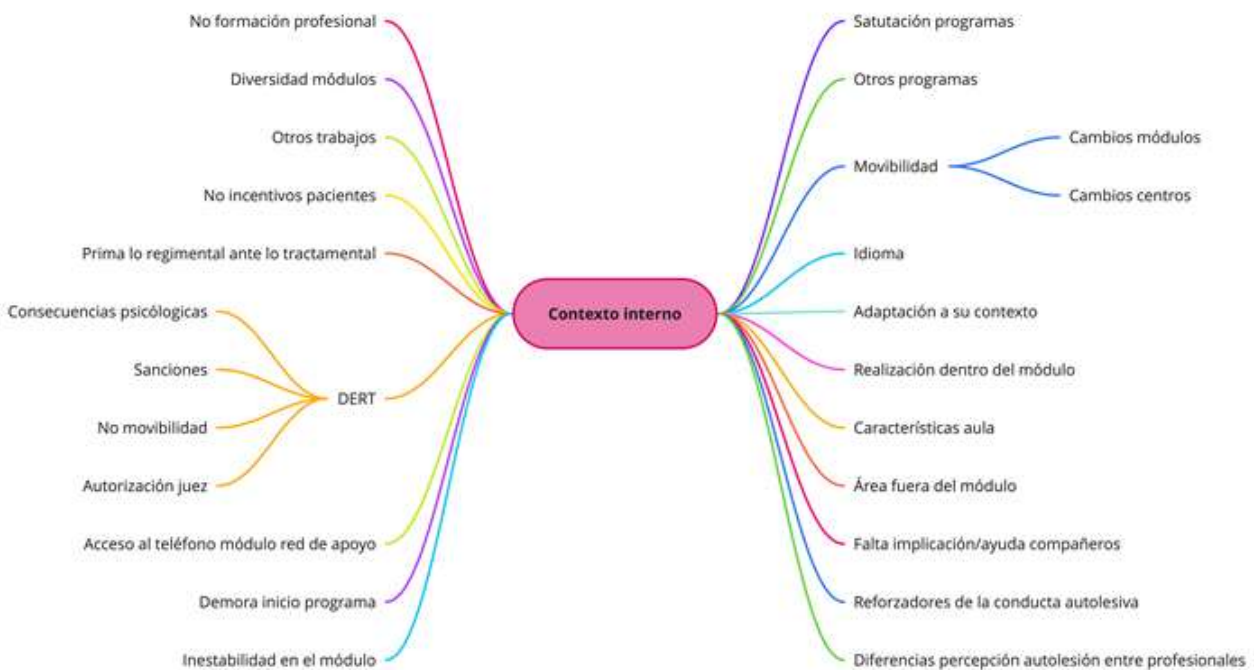 No formación profesional
Diversidad módulos
Otros trabajos
No incentivos pacientes
Prima lo regimental ante lo tractamental
Consecuencias psicólogicas
Sanciones
No movibilidad
Autorización juez
DERT
Acceso al teléfono módulo red de apoyo
Demora inicio programa
Inestabilidad en el módulo
Contexto interno
Satutación programas
Otros programas
Movibilidad
Cambios módulos
Cambios centros
Idioma
Adaptación a su contexto
Realización dentro del módulo
Características aula
Área fuera del módulo
Falta implicación/ayuda compañeros
Reforzadores de la conducta autolesiva
Diferencias percepción autolesión entre profesionales